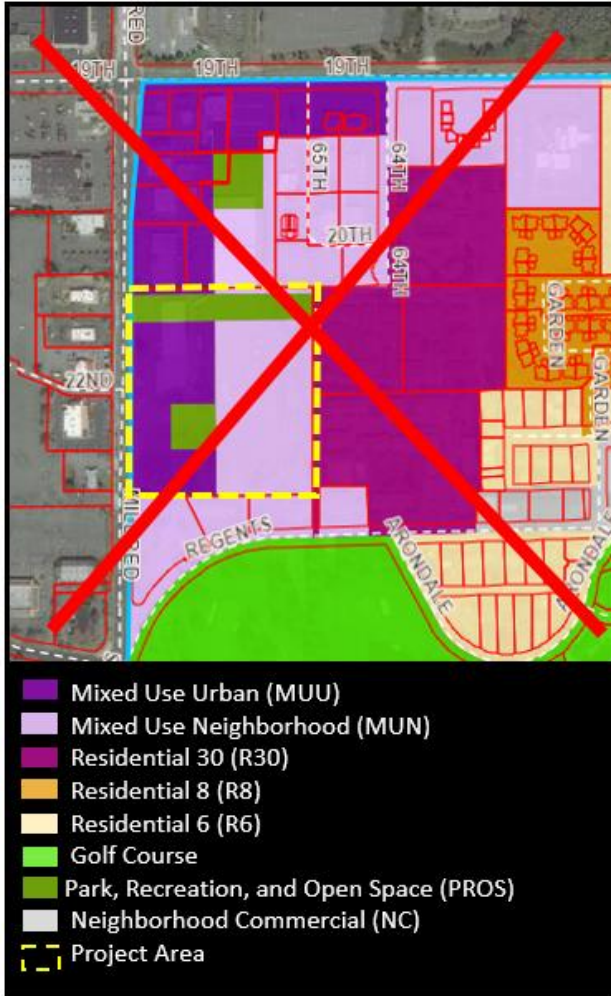 RED
19TH
19TH
19TH
65TH
64TH
20TH
64TH
GARDEN
22ND
GARDEN
MILDRED
REGENTS
ARONDALE
ARONDALE
S
Mixed Use Urban (MUU)
Mixed Use Neighborhood (MUN)
Residential 30 (R30)
Residential 8 (R8)
Residential 6 (R6)
Golf Course
Park, Recreation, and Open Space (PROS)
Neighborhood Commercial (NC)
Project Area